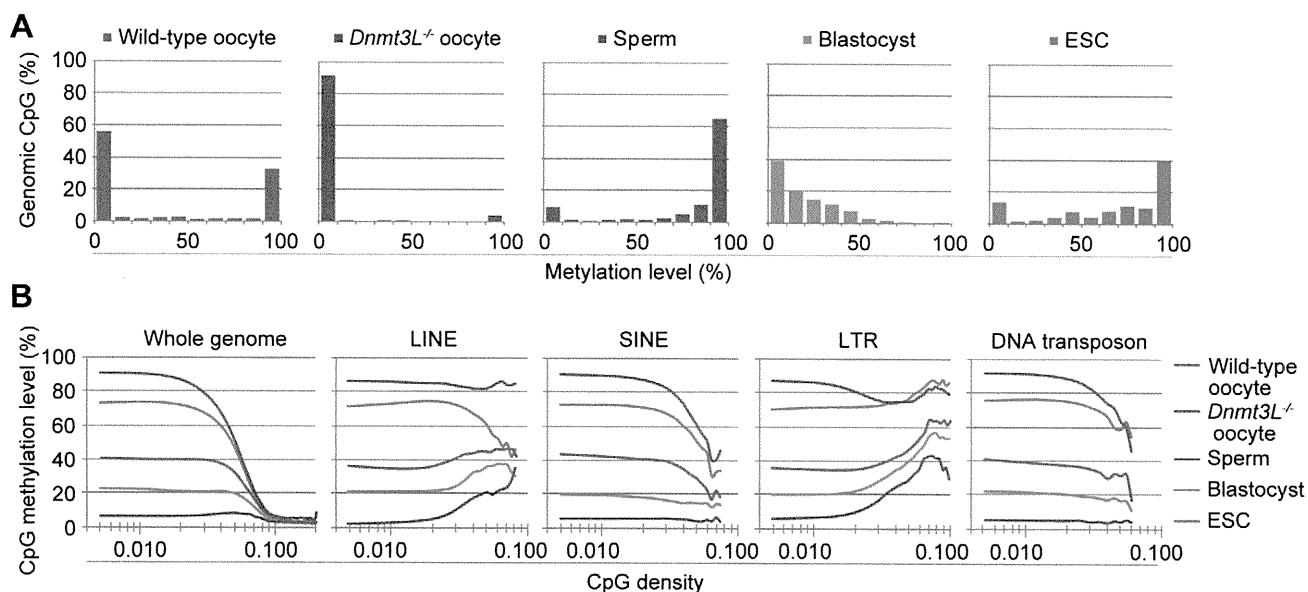 A
Wild-type oocyte
Dnmt3L-/- oocyte
Sperm
Blastocyst
ESC
Genomic CpG (%)
100
80
60
40
20
0
0 50 100
0 50 100
0 50 100
0 50 100
0 50 100
Metylation level (%)
B
Whole genome
LINE
SINE
LTR
DNA transposon
CpG methylation level (%)
100
80
60
40
20
0
0.010 0.100
0.010 0.100
0.010 0.100
0.010 0.100
0.010 0.100
CpG density
Wild-type
oocyte
Dnmt3L-/-
oocyte
Sperm
Blastocyst
ESC